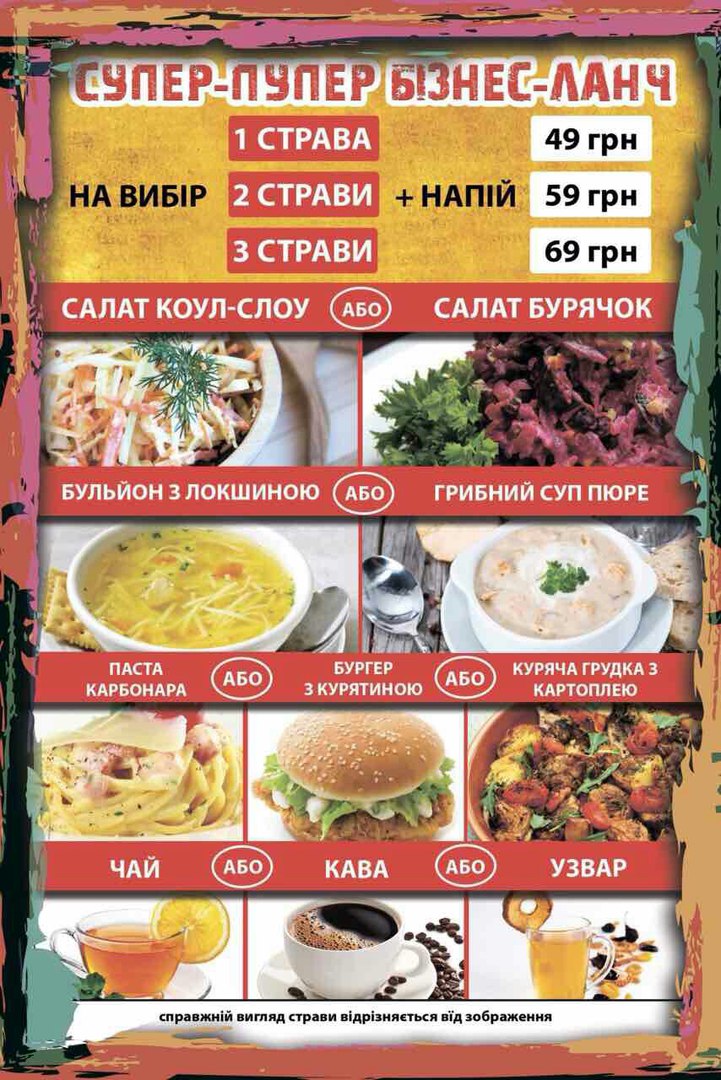 СУПЕР-ПУПЕР БІЗНЕС-ЛАНЧ
1 СТРАВА 49 грн
НА ВИБІР 2 СТРАВИ + НАПІЙ 59 грн
3 СТРАВИ 69 грн
САЛАТ КОУЛ-СЛОУ АБО САЛАТ БУРЯЧОК
БУЛЬЙОН З ЛОКШИНОЮ АБО ГРИБНИЙ СУП ПЮРЕ
ПАСТА
КАРБОНАРА
АБО
БУРГЕР
З КУРЯТИНОЮ
АБО
КУРЯЧА ГРУДКА З
КАРТОПЛЕЮ
ЧАЙ АБО КАВА АБО УЗВАР
справжній вигляд страви відрізняється від зображення